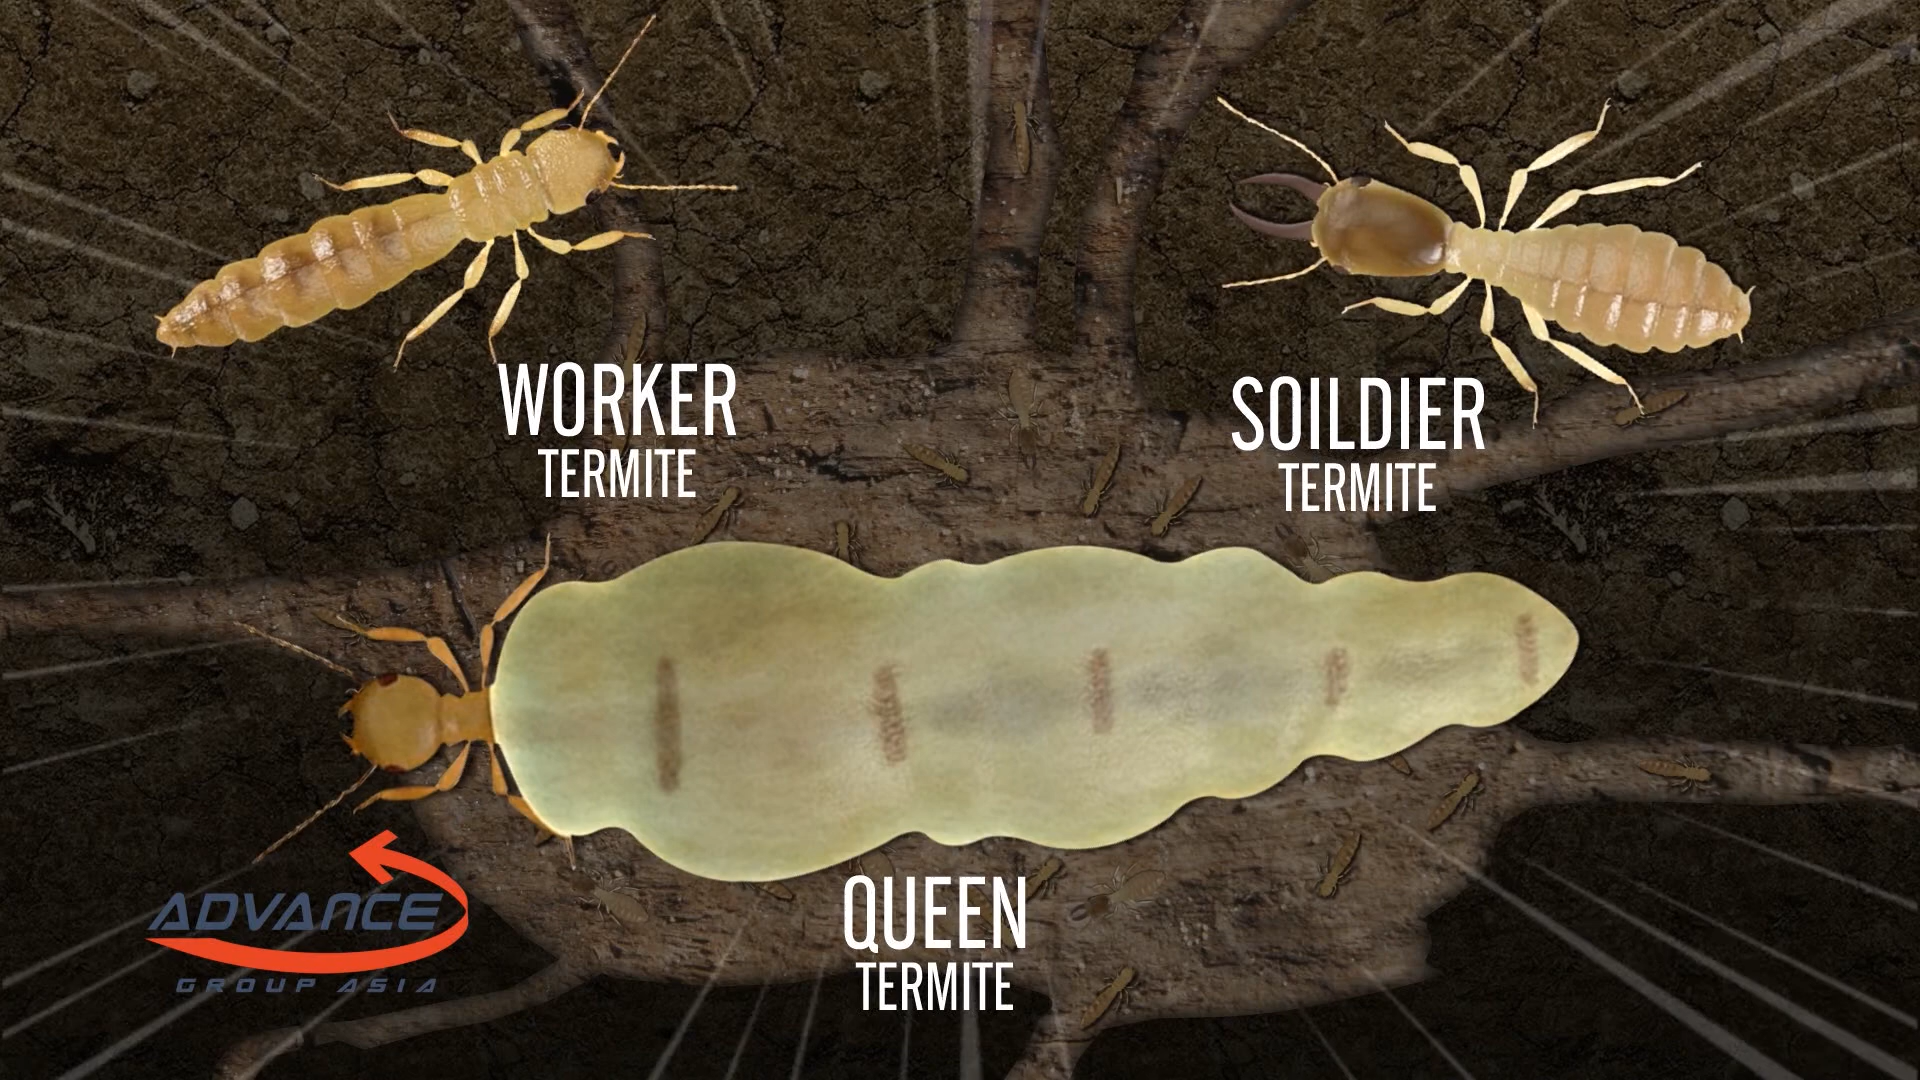 WORKER
TERMITE
SOILDIER
TERMITE
QUEEN
TERMITE
ADVANCE
GROUP ASIA